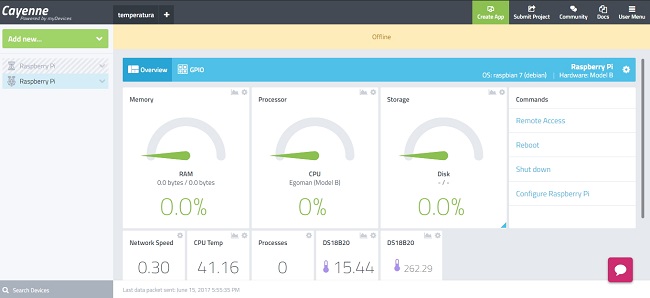 Cayenne
Powered by myDevices
temperatura +
Create App
Submit Project
Community
Docs
User Menu
Add new...
Offline
Raspberry Pi
Raspberry Pi
Overview
GPIO
Raspberry Pi
OS: raspbian 7 (debian) | Hardware: Model B
Memory
RAM
0.0 bytes / 0.0 bytes
0.0%
Processor
CPU
Egoman (Model B)
0%
Storage
Disk
- / -
0.0%
Commands
Remote Access
Reboot
Shut down
Configure Raspberry Pi
Network Speed
0.30
CPU Temp
41.16
Processes
0
DS18B20
15.44
DS18B20
262.29
Search Devices
Last data packet sent: June 15, 2017 5:55:35 PM